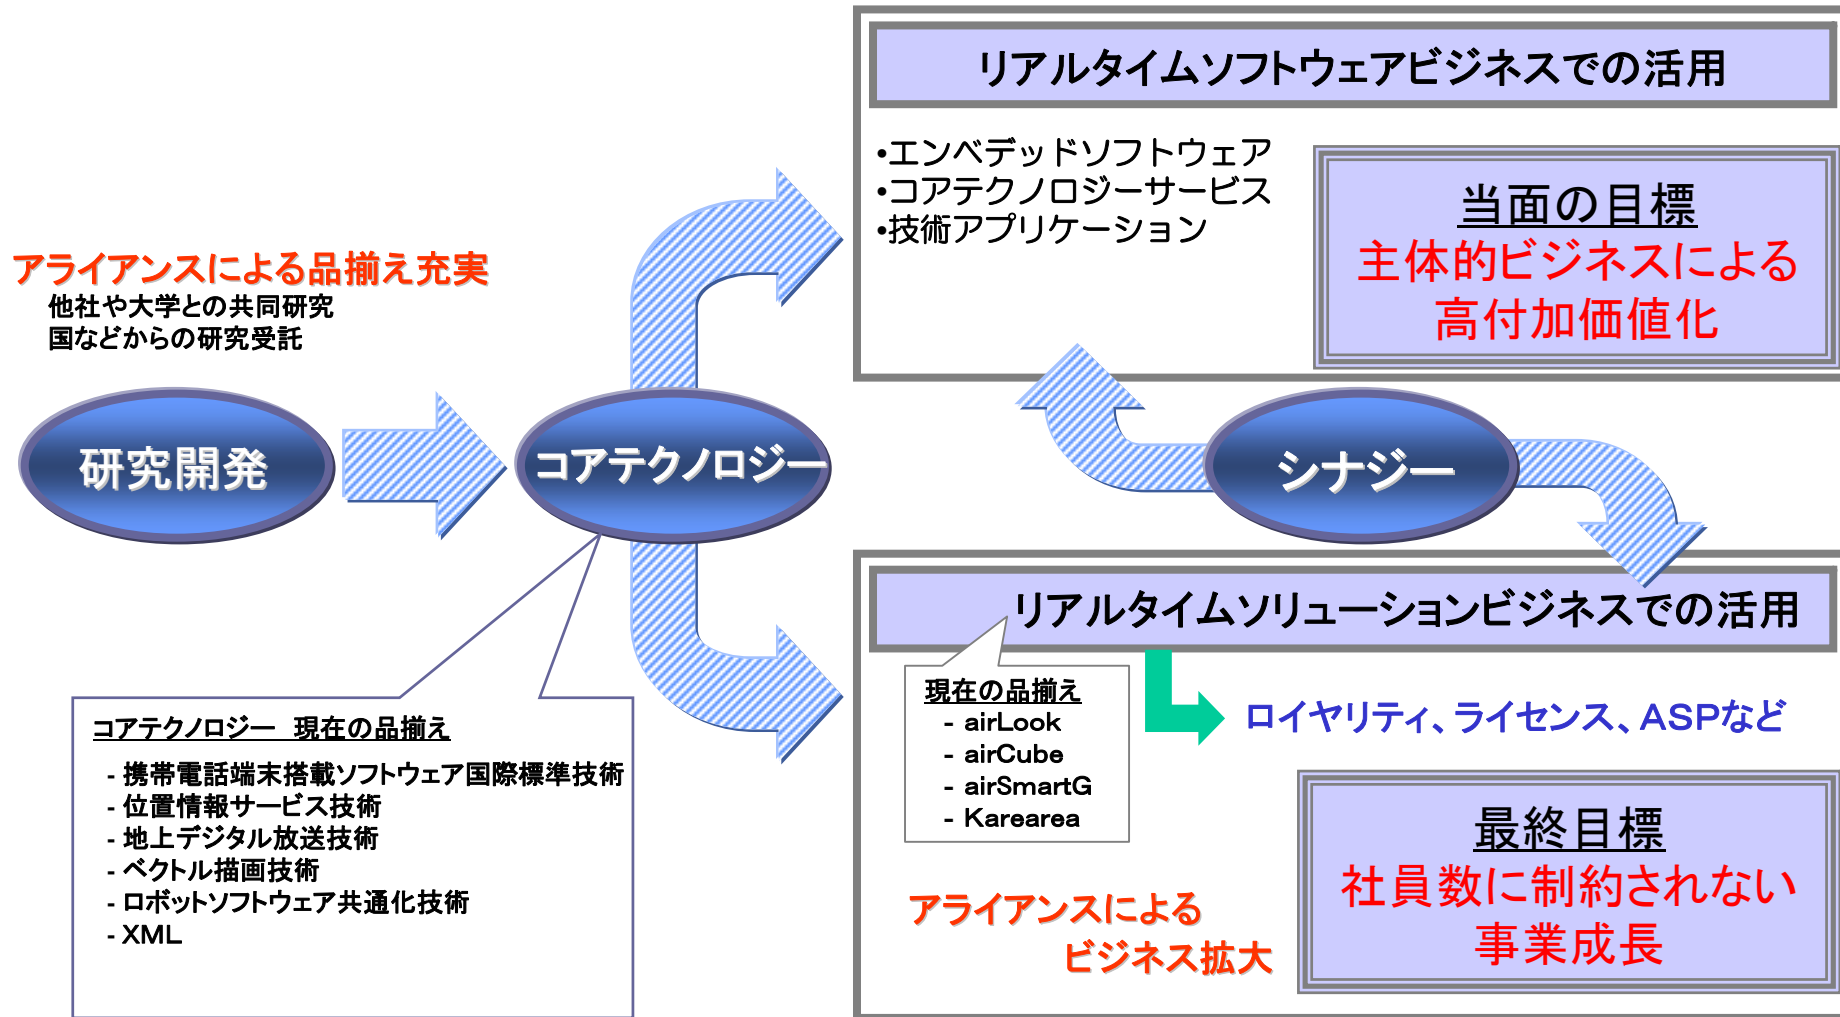 リアルタイムソフトウェアビジネスでの活用
•エンベデッドソフトウェア
•コアテクノロジーサービス
•技術アプリケーション
当面の目標
主体的ビジネスによる
高付加価値化
アライアンスによる品揃え充実
他社や大学との共同研究
国などからの研究受託
研究開発
コアテクノロジー
シナジー
コアテクノロジー 現在の品揃え
- 携帯電話端末搭載ソフトウェア国際標準技術
- 位置情報サービス技術
- 地上デジタル放送技術
- ベクトル描画技術
- ロボットソフトウェア共通化技術
- XML
リアルタイムソリューションビジネスでの活用
現在の品揃え
- airLook
- airCube
- airSmartG
- Karearea
ロイヤリティ、ライセンス、ASPなど
アライアンスによる
ビジネス拡大
最終目標
社員数に制約されない
事業成長